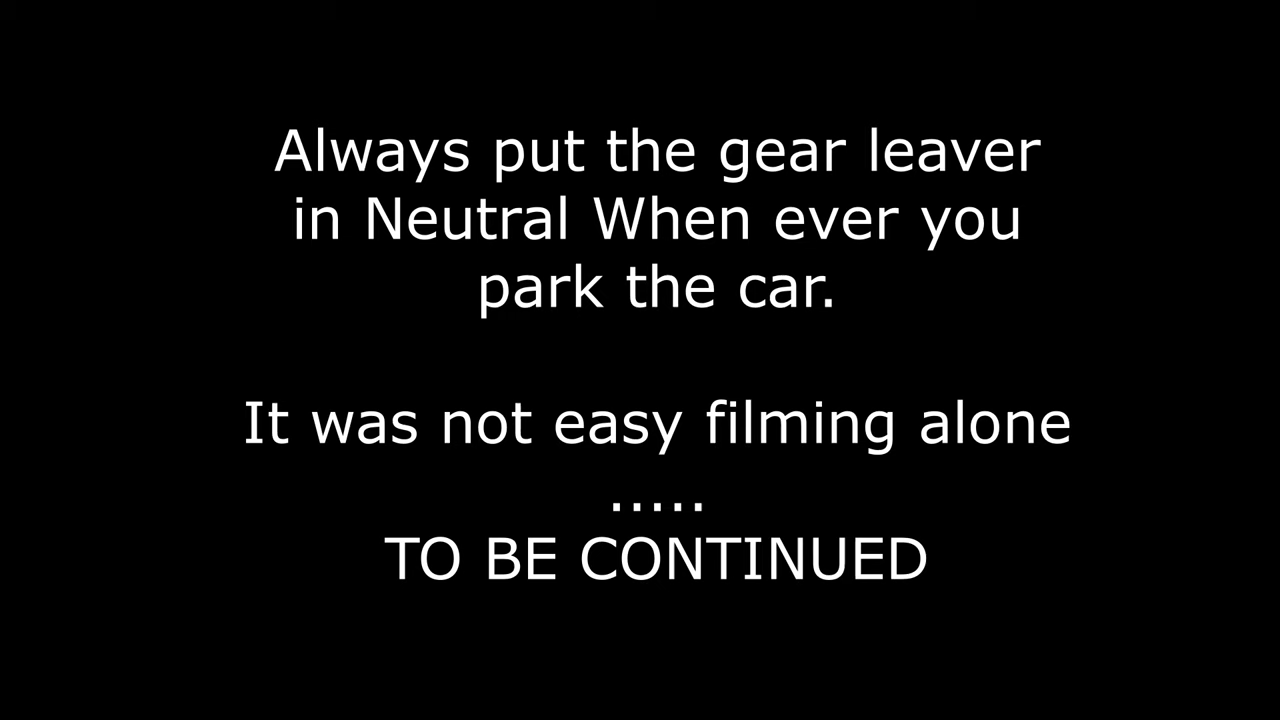 Always put the gear leaver
in Neutral When ever you
park the car.
It was not easy filming alone
.....
TO BE CONTINUED